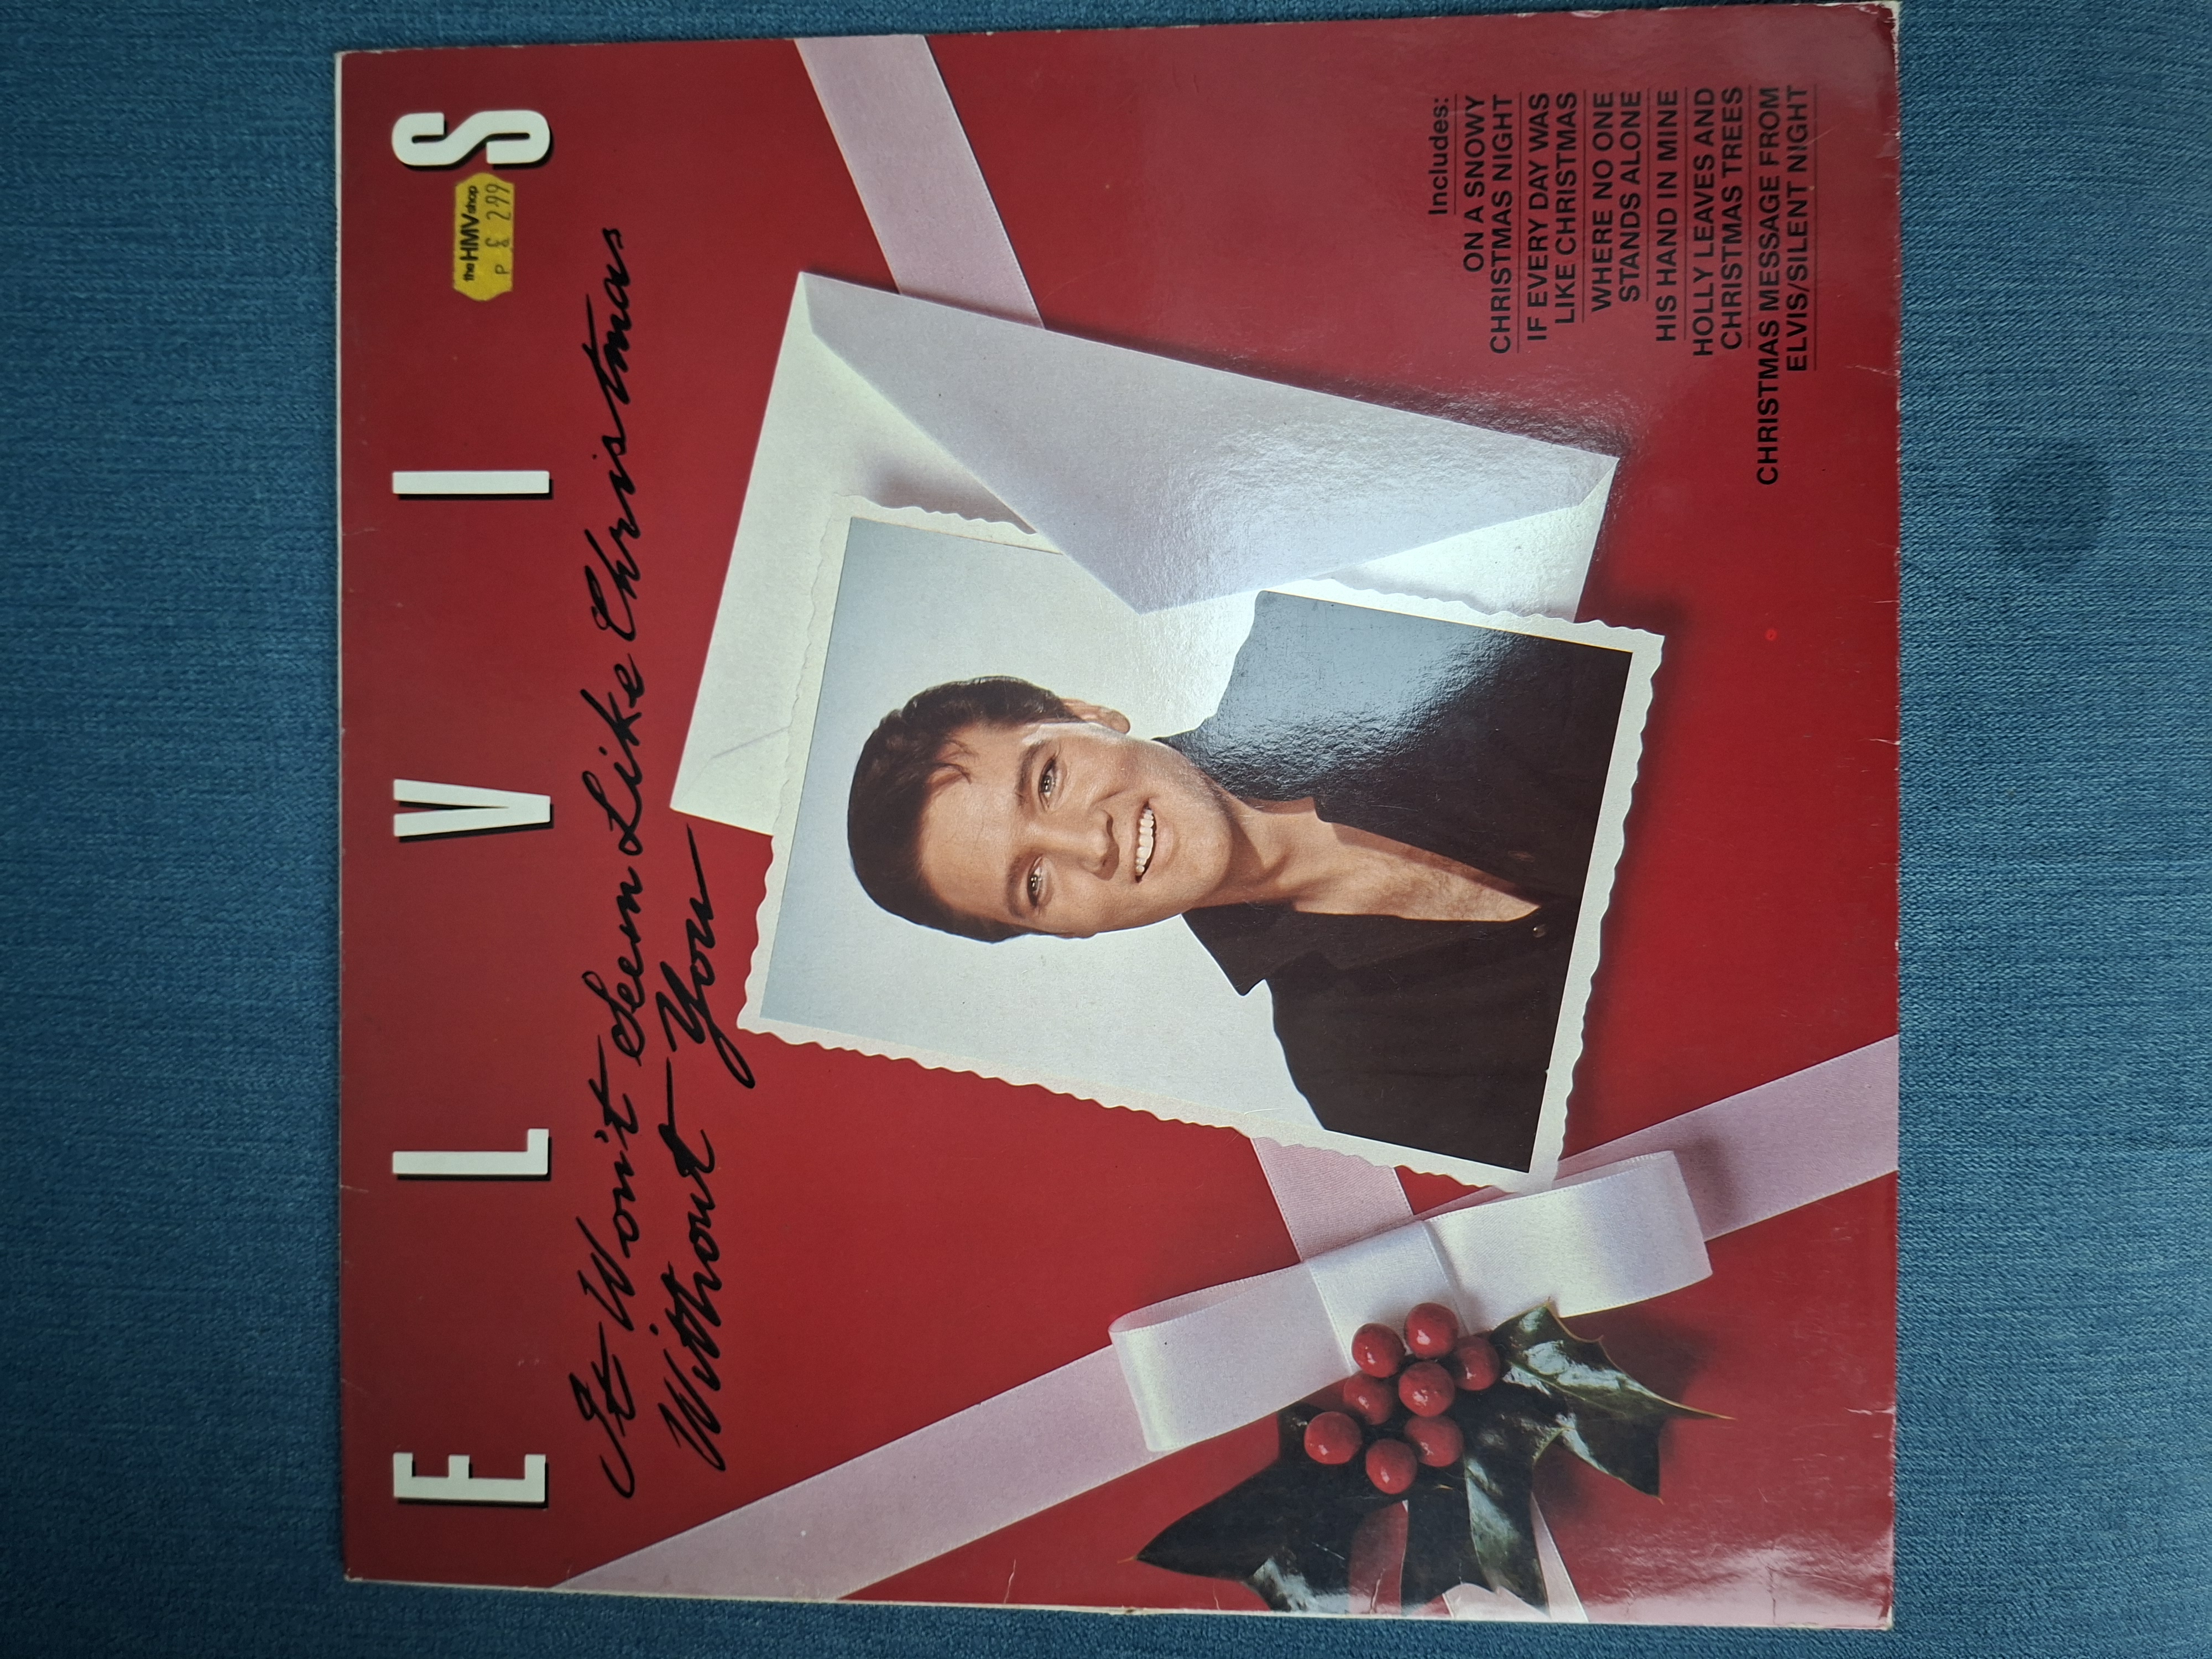 ELVIS
the HMV shop
P £ 299
It Won't Seem Like Christmas
Without You
Includes:
ON A SNOWY
CHRISTMAS NIGHT
IF EVERY DAY WAS
LIKE CHRISTMAS
WHERE NO ONE
STANDS ALONE
HIS HAND IN MINE
HOLLY LEAVES AND
CHRISTMAS TREES
CHRISTMAS MESSAGE FROM
ELVIS/SILENT NIGHT